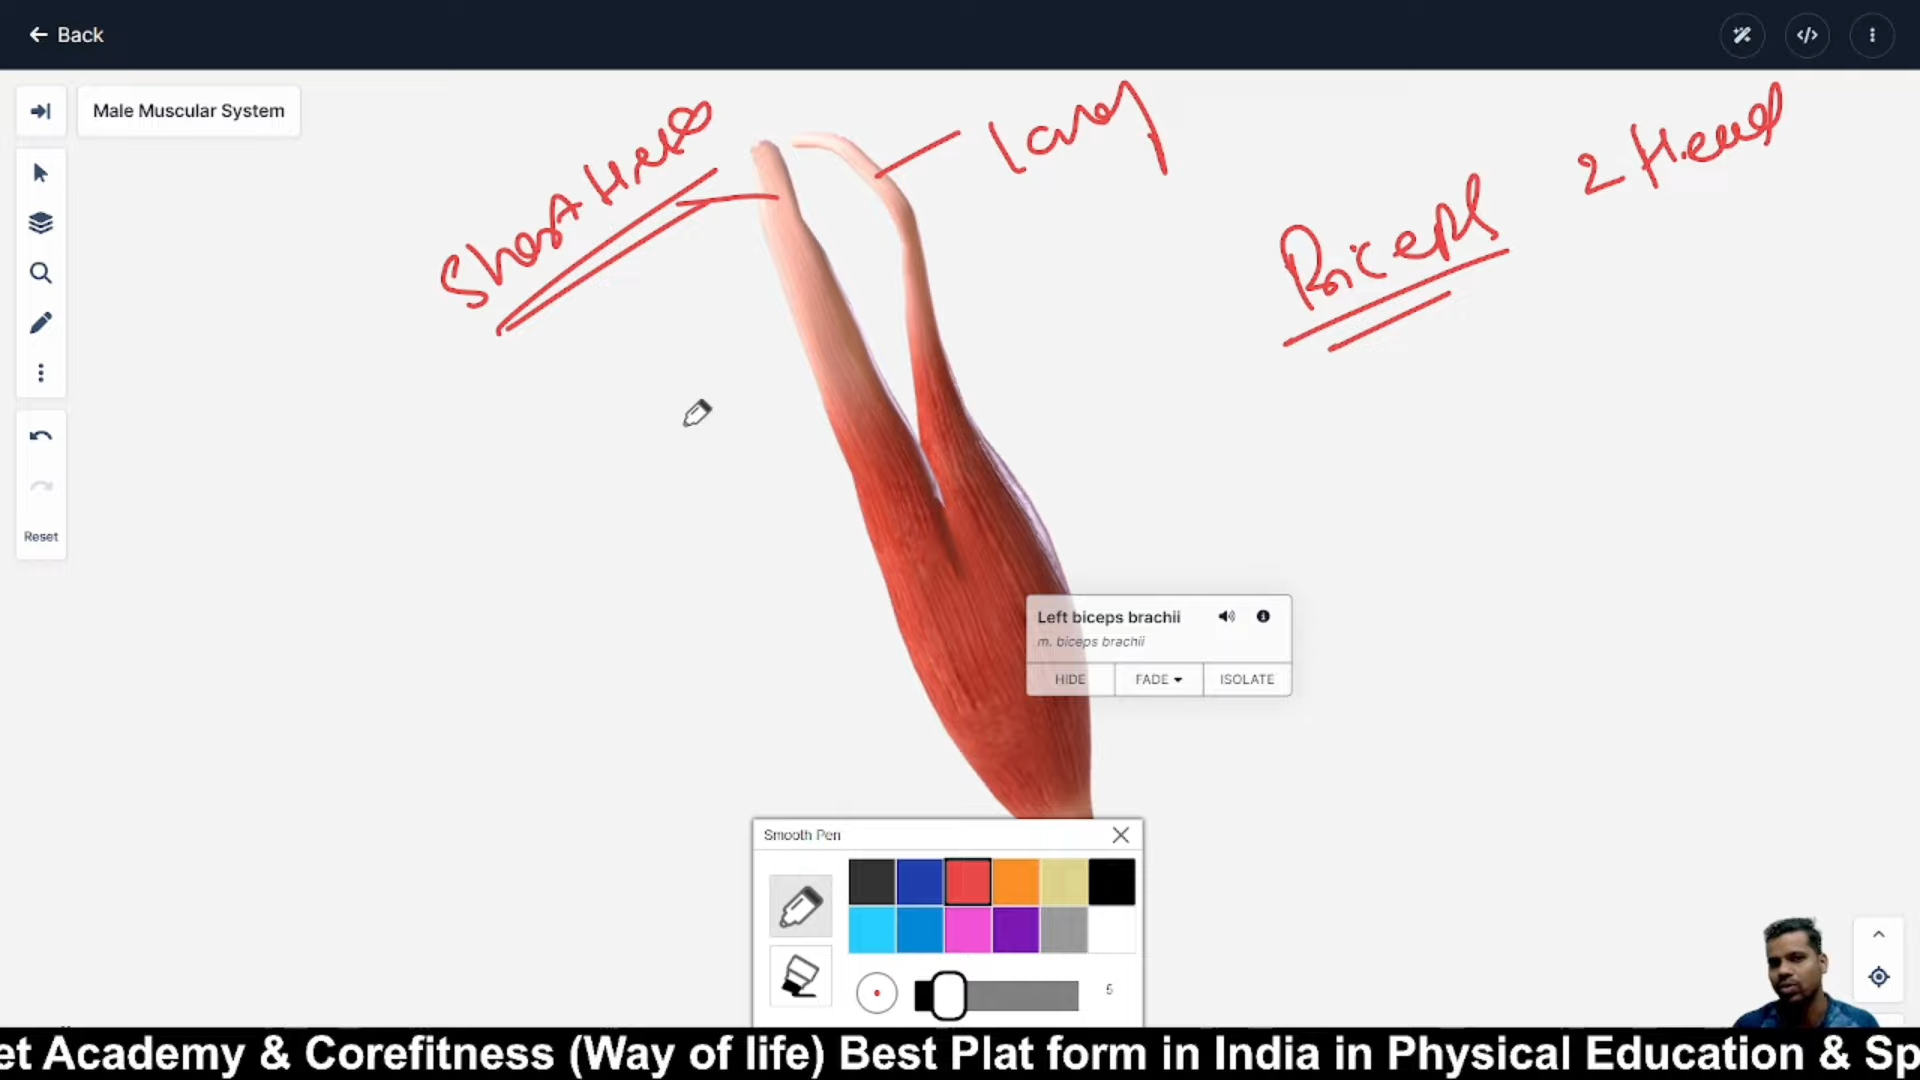 Back
Male Muscular System
Short Head
Long
2 Head
Biceps
Reset
Left biceps brachii
m. biceps brachii
HIDE
FADE
ISOLATE
Smooth Pen
5
et Academy & Corefitness (Way of life) Best Plat form in India in Physical Education & Sp